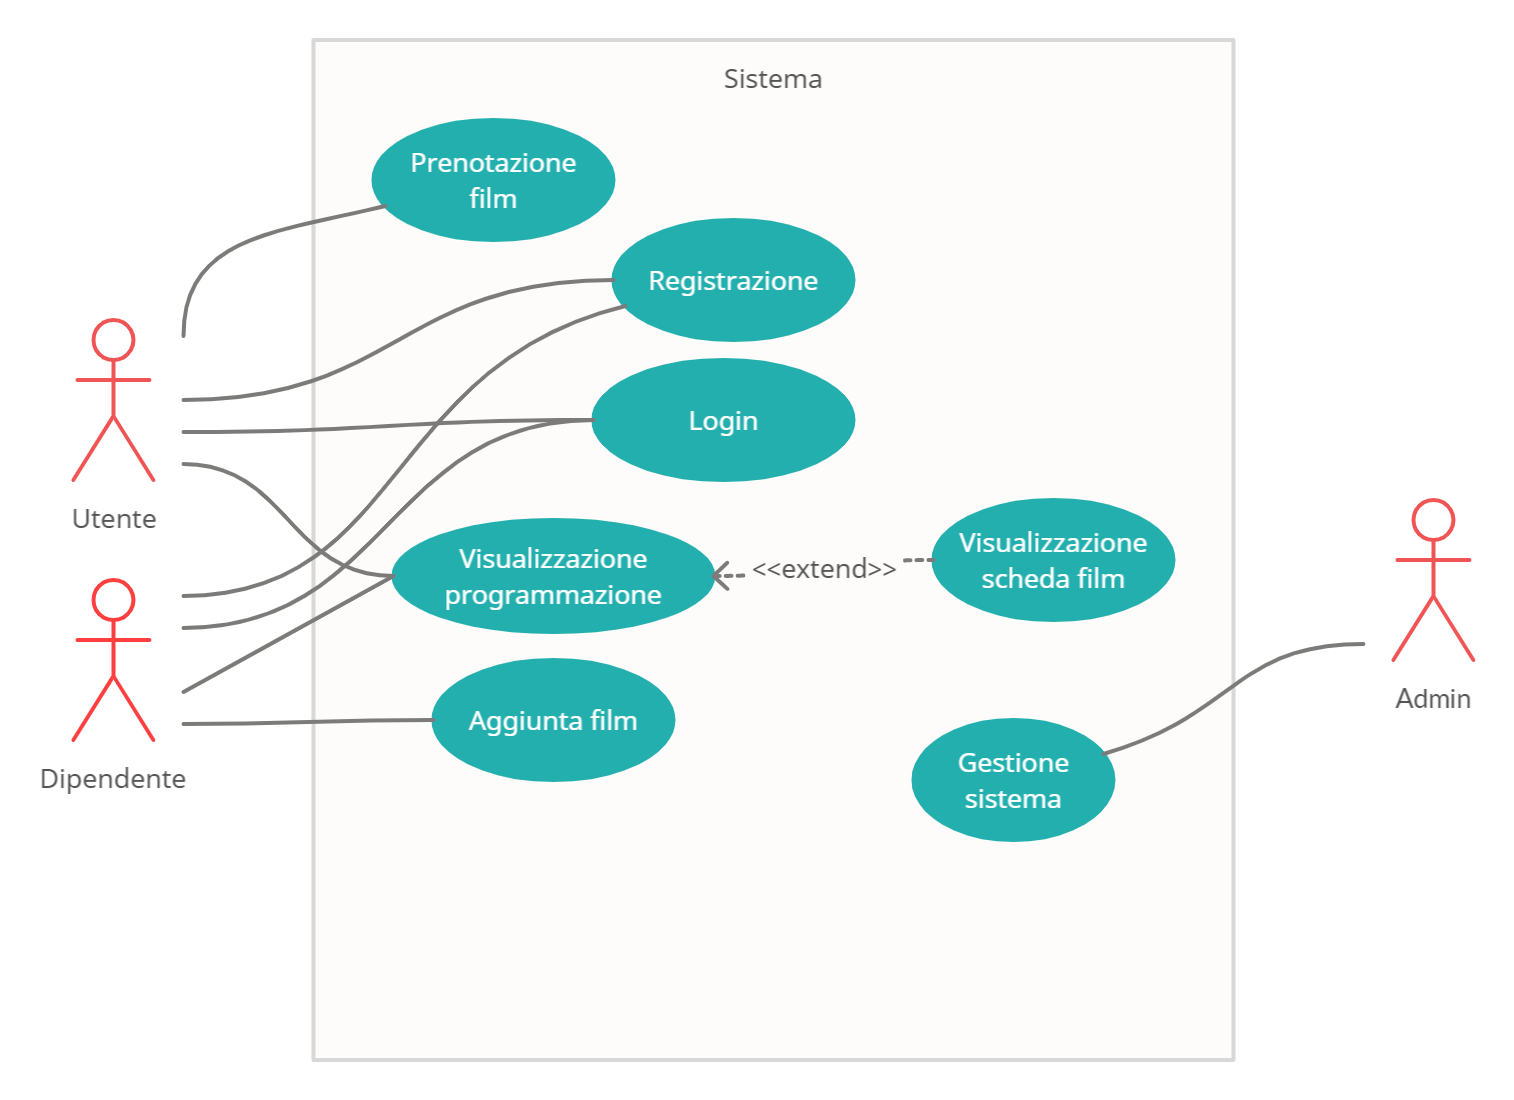 Sistema
Prenotazione
film
Registrazione
Login
Utente
Visualizzazione
programmazione
<<extend>>
Visualizzazione
scheda film
Dipendente
Aggiunta film
Admin
Gestione
sistema